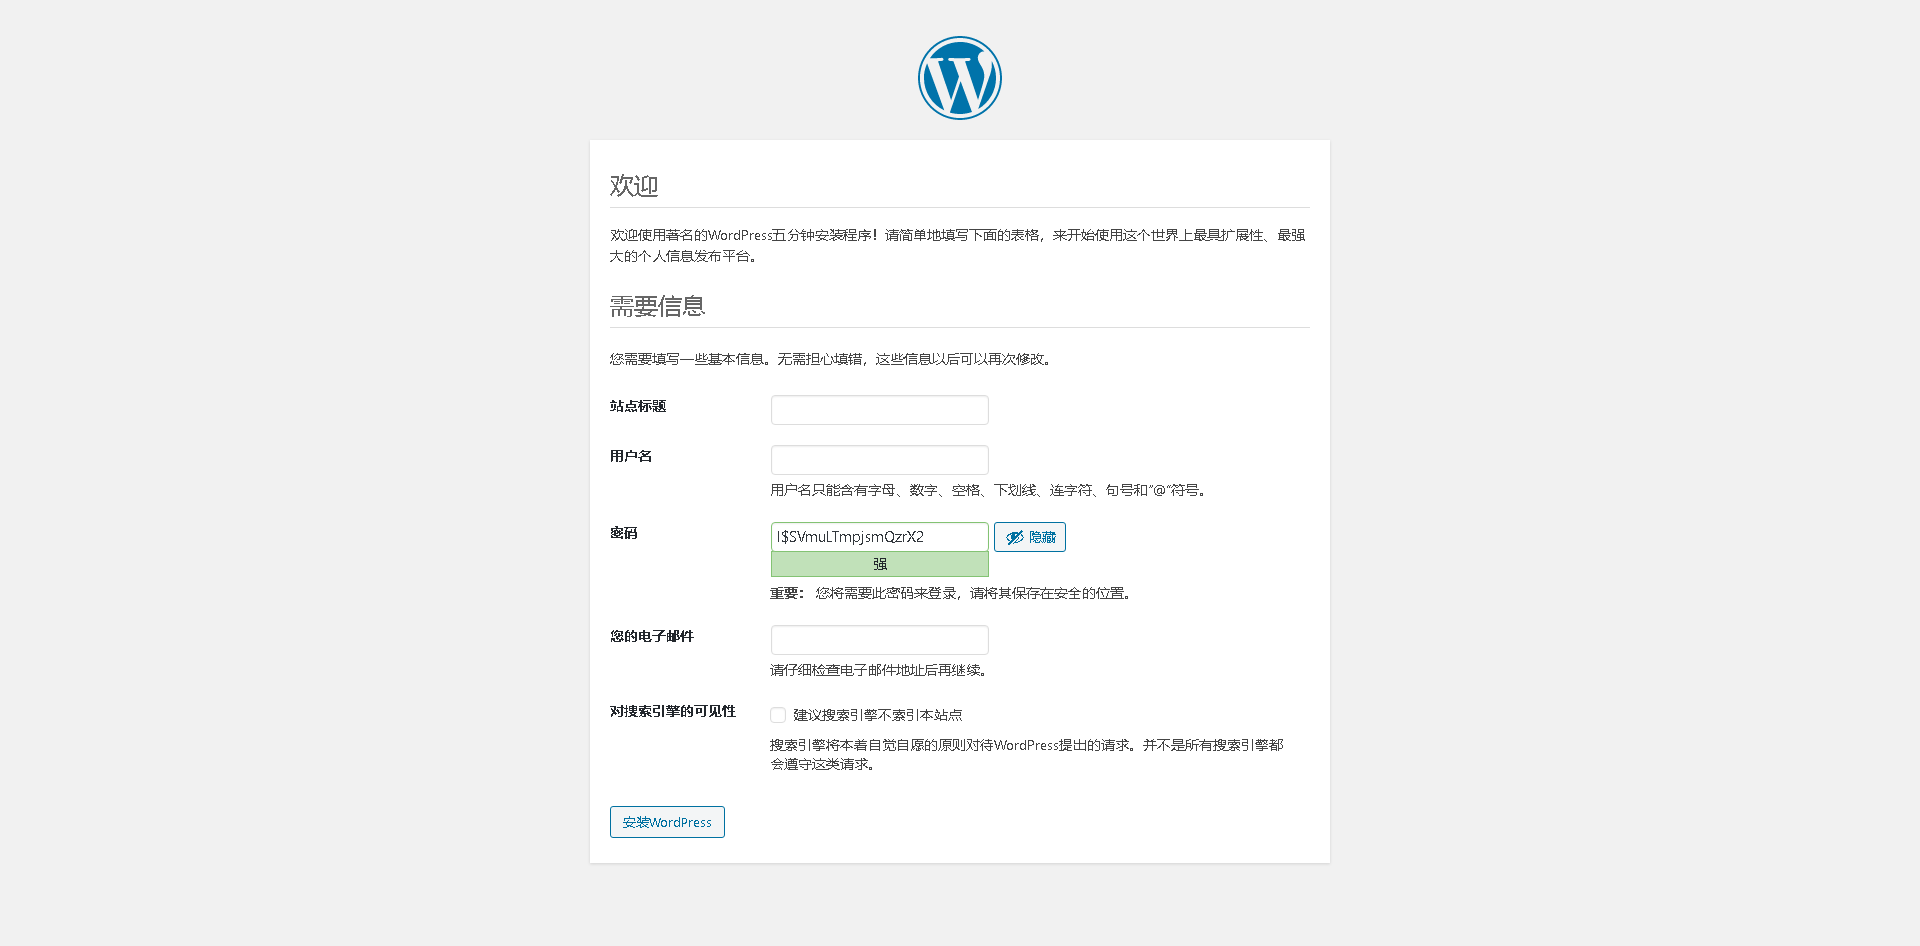 欢迎
欢迎使用著名的WordPress五分钟安装程序！请简单地填写下面的表格，来开始使用这个世界上最具扩展性、最强
大的个人信息发布平台。
需要信息
您需要填写一些基本信息。无需担心填错，这些信息以后可以再次修改。
站点标题
用户名
用户名只能含有字母、数字、空格、下划线、连字符、句号和“@”符号。
密码
I$SVmuLTmpjsmQzrX2
隐藏
强
重要： 您将需要此密码来登录，请将其保存在安全的位置。
您的电子邮件
请仔细检查电子邮件地址后再继续。
对搜索引擎的可见性
建议搜索引擎不索引本站点
搜索引擎将本着自觉自愿的原则对待WordPress提出的请求。并不是所有搜索引擎都
会遵守这类请求。
安装WordPress